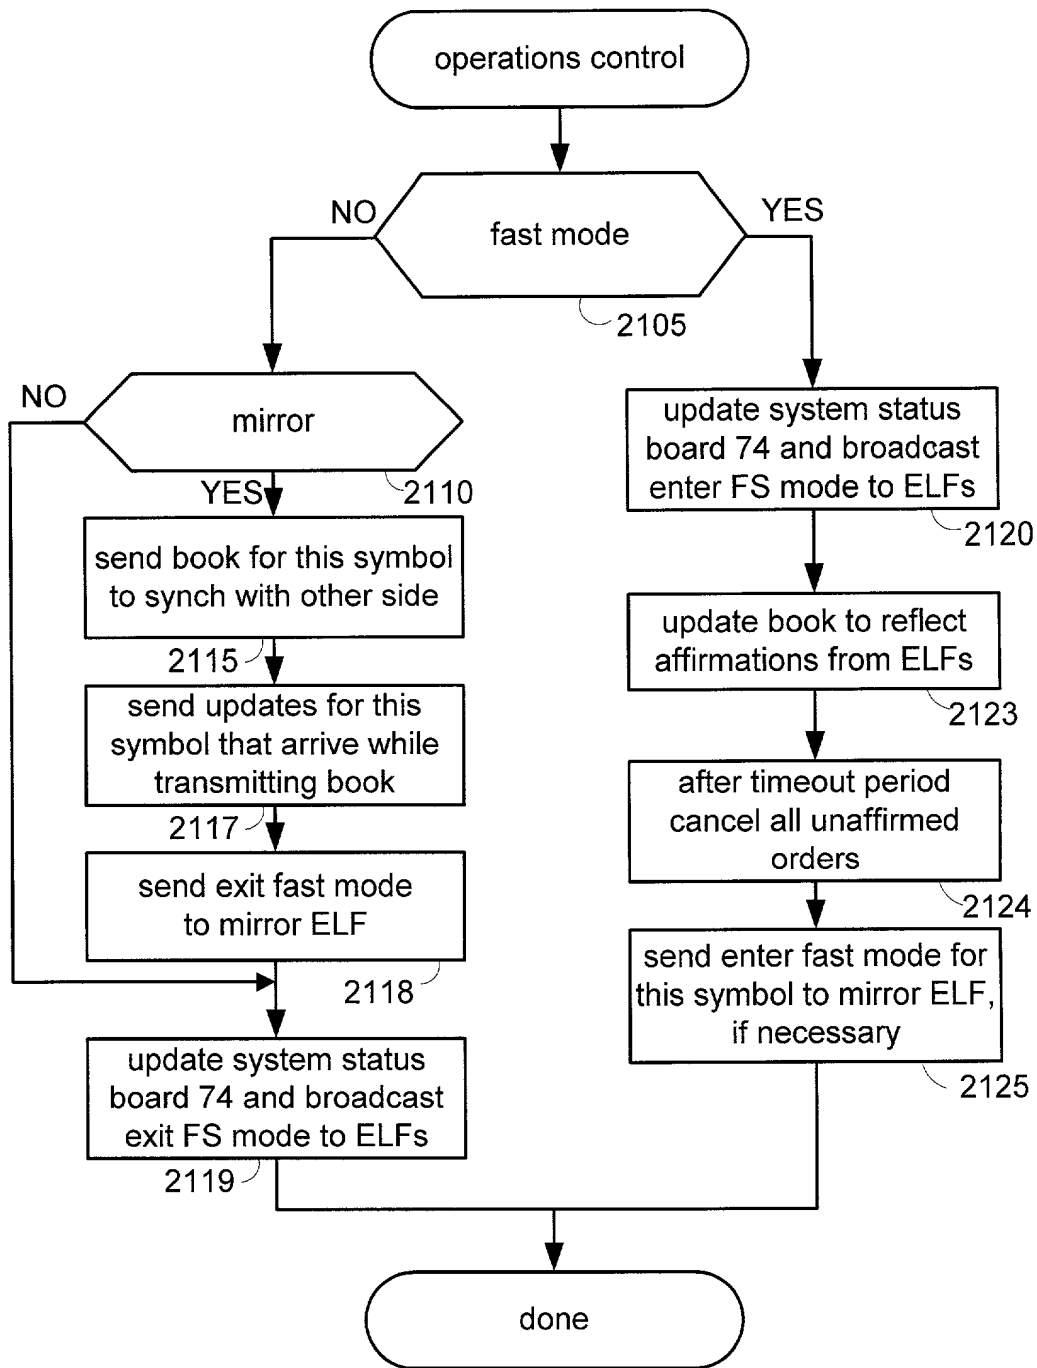 operations control
NO
YES
fast mode
2105
NO
mirror
YES
2110
send book for this symbol
to synch with other side
2115
send updates for this
symbol that arrive while
transmitting book
2117
send exit fast mode
to mirror ELF
2118
update system status
board 74 and broadcast
exit FS mode to ELFs
2119
update system status
board 74 and broadcast
enter FS mode to ELFs
2120
update book to reflect
affirmations from ELFs
2123
after timeout period
cancel all unaffirmed
orders
2124
send enter fast mode for
this symbol to mirror ELF,
if necessary
2125
done